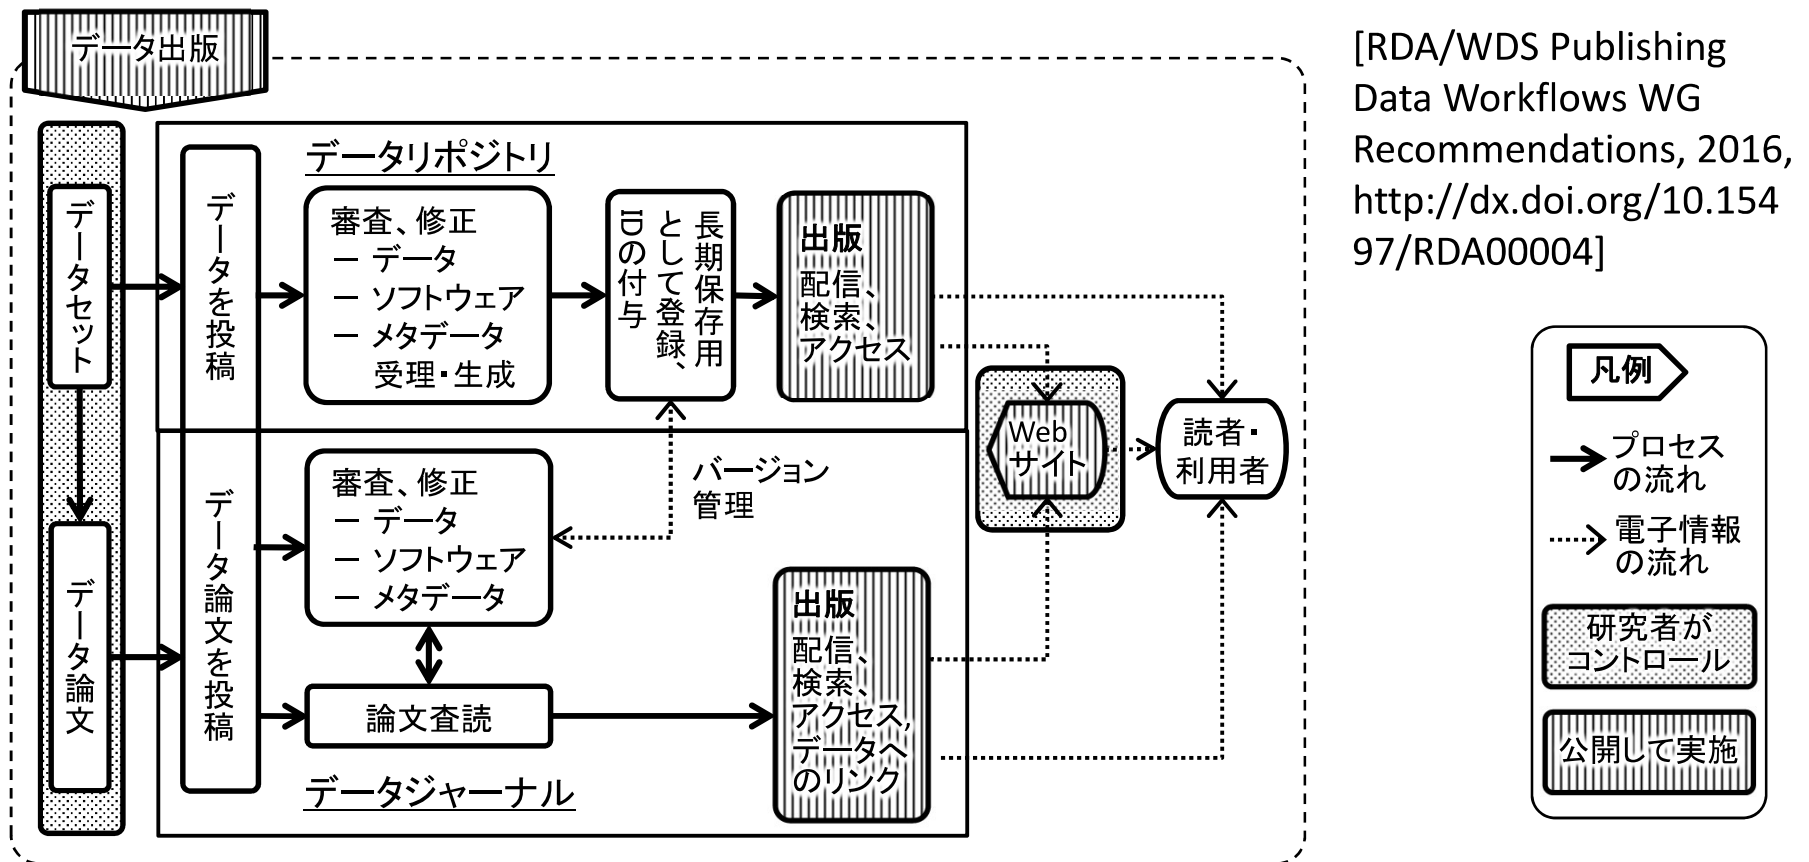 データ出版
[RDA/WDS Publishing
Data Workflows WG
Recommendations, 2016,
http://dx.doi.org/10.154
97/RDA00004]
データセット
データ論文
データを投稿
データ論文を投稿
データリポジトリ
審査、修正
– データ
– ソフトウェア
– メタデータ
受理・生成
長期保存用
として登録、
IDの付与
出版
配信、
検索、
アクセス
審査、修正
– データ
– ソフトウェア
– メタデータ
バージョン
管理
論文査読
データジャーナル
出版
配信、
検索、
アクセス,
データへ
のリンク
Web
サイト
読者・
利用者
凡例
プロセス
の流れ
電子情報
の流れ
研究者が
コントロール
公開して実施